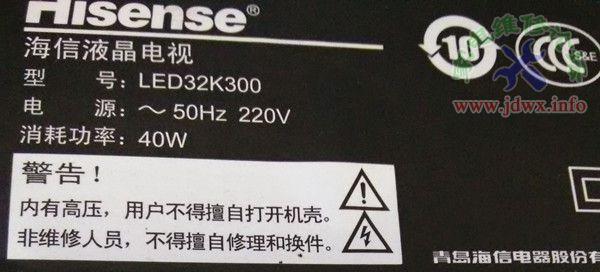 Hisense®
海信液晶电视
型 号: LED32K300
电 源: ～ 50Hz 220V
消耗功率: 40W
10
CCC
S&E
www.jdwx.info
警告!
内有高压，用户不得擅自打开机壳。
非维修人员，不得擅自修理和换件。
青岛海信电器股份有